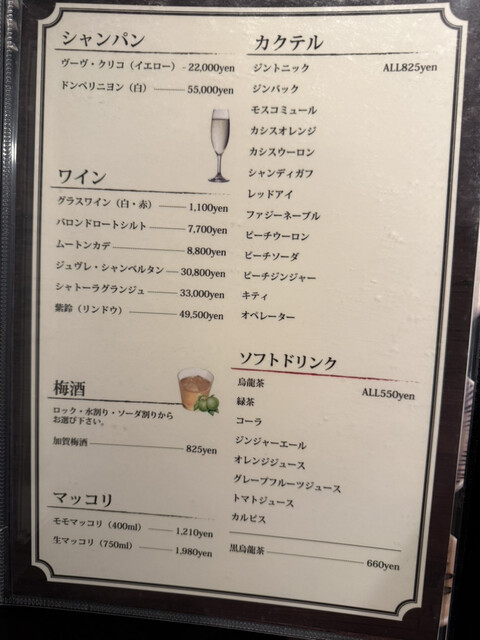 シャンパン
ヴーヴ・クリコ（イエロー） 22,000yen
ドンペリニヨン（白） 55,000yen
ワイン
グラスワイン（白・赤） 1,100yen
バロンドロートシルト 7,700yen
ムートンカデ 8,800yen
ジュヴレ・シャンベルタン 30,800yen
シャトーラグランジュ 33,000yen
紫鈴（リンドウ） 49,500yen
梅酒
ロック・水割り・ソーダ割りから
お選び下さい。
加賀梅酒 825yen
マッコリ
モモマッコリ（400ml） 1,210yen
生マッコリ（750ml） 1,980yen
カクテル
ジントニック ALL825yen
ジンバック
モスコミュール
カシスオレンジ
カシスウーロン
シャンディガフ
レッドアイ
ファジーネーブル
ピーチウーロン
ピーチソーダ
ピーチジンジャー
キティ
オペレーター
ソフトドリンク
烏龍茶 ALL550yen
緑茶
コーラ
ジンジャーエール
オレンジジュース
グレープフルーツジュース
トマトジュース
カルピス
黒烏龍茶 660yen